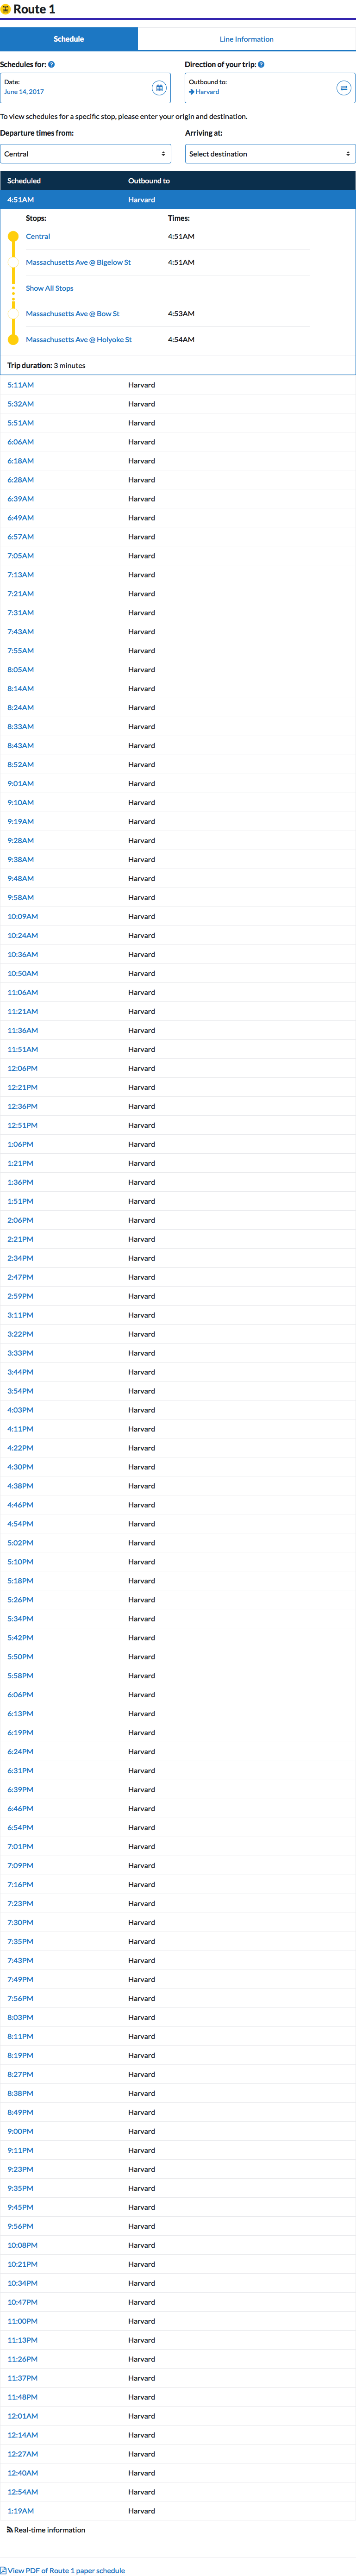 Route 1
Schedule Line Information
Schedules for: Direction of your trip:
Date: Outbound to:
June 14, 2017 Harvard
To view schedules for a specific stop, please enter your origin and destination.
Departure times from: Arriving at:
Central Select destination
Scheduled Outbound to
4:51AM Harvard
Stops: Times:
Central 4:51AM
Massachusetts Ave @ Bigelow St 4:51AM
Show All Stops
Massachusetts Ave @ Bow St 4:53AM
Massachusetts Ave @ Holyoke St 4:54AM
Trip duration: 3 minutes
5:11AM Harvard
5:32AM Harvard
5:51AM Harvard
6:06AM Harvard
6:18AM Harvard
6:28AM Harvard
6:39AM Harvard
6:49AM Harvard
6:57AM Harvard
7:05AM Harvard
7:13AM Harvard
7:21AM Harvard
7:31AM Harvard
7:43AM Harvard
7:55AM Harvard
8:05AM Harvard
8:14AM Harvard
8:24AM Harvard
8:33AM Harvard
8:43AM Harvard
8:52AM Harvard
9:01AM Harvard
9:10AM Harvard
9:19AM Harvard
9:28AM Harvard
9:38AM Harvard
9:48AM Harvard
9:58AM Harvard
10:09AM Harvard
10:24AM Harvard
10:36AM Harvard
10:50AM Harvard
11:06AM Harvard
11:21AM Harvard
11:36AM Harvard
11:51AM Harvard
12:06PM Harvard
12:21PM Harvard
12:36PM Harvard
12:51PM Harvard
1:06PM Harvard
1:21PM Harvard
1:36PM Harvard
1:51PM Harvard
2:06PM Harvard
2:21PM Harvard
2:34PM Harvard
2:47PM Harvard
2:59PM Harvard
3:11PM Harvard
3:22PM Harvard
3:33PM Harvard
3:44PM Harvard
3:54PM Harvard
4:03PM Harvard
4:11PM Harvard
4:22PM Harvard
4:30PM Harvard
4:38PM Harvard
4:46PM Harvard
4:54PM Harvard
5:02PM Harvard
5:10PM Harvard
5:18PM Harvard
5:26PM Harvard
5:34PM Harvard
5:42PM Harvard
5:50PM Harvard
5:58PM Harvard
6:06PM Harvard
6:13PM Harvard
6:19PM Harvard
6:24PM Harvard
6:31PM Harvard
6:39PM Harvard
6:46PM Harvard
6:54PM Harvard
7:01PM Harvard
7:09PM Harvard
7:16PM Harvard
7:23PM Harvard
7:30PM Harvard
7:35PM Harvard
7:43PM Harvard
7:49PM Harvard
7:56PM Harvard
8:03PM Harvard
8:11PM Harvard
8:19PM Harvard
8:27PM Harvard
8:38PM Harvard
8:49PM Harvard
9:00PM Harvard
9:11PM Harvard
9:23PM Harvard
9:35PM Harvard
9:45PM Harvard
9:56PM Harvard
10:08PM Harvard
10:21PM Harvard
10:34PM Harvard
10:47PM Harvard
11:00PM Harvard
11:13PM Harvard
11:26PM Harvard
11:37PM Harvard
11:48PM Harvard
12:01AM Harvard
12:14AM Harvard
12:27AM Harvard
12:40AM Harvard
12:54AM Harvard
1:19AM Harvard
Real-time information
View PDF of Route 1 paper schedule